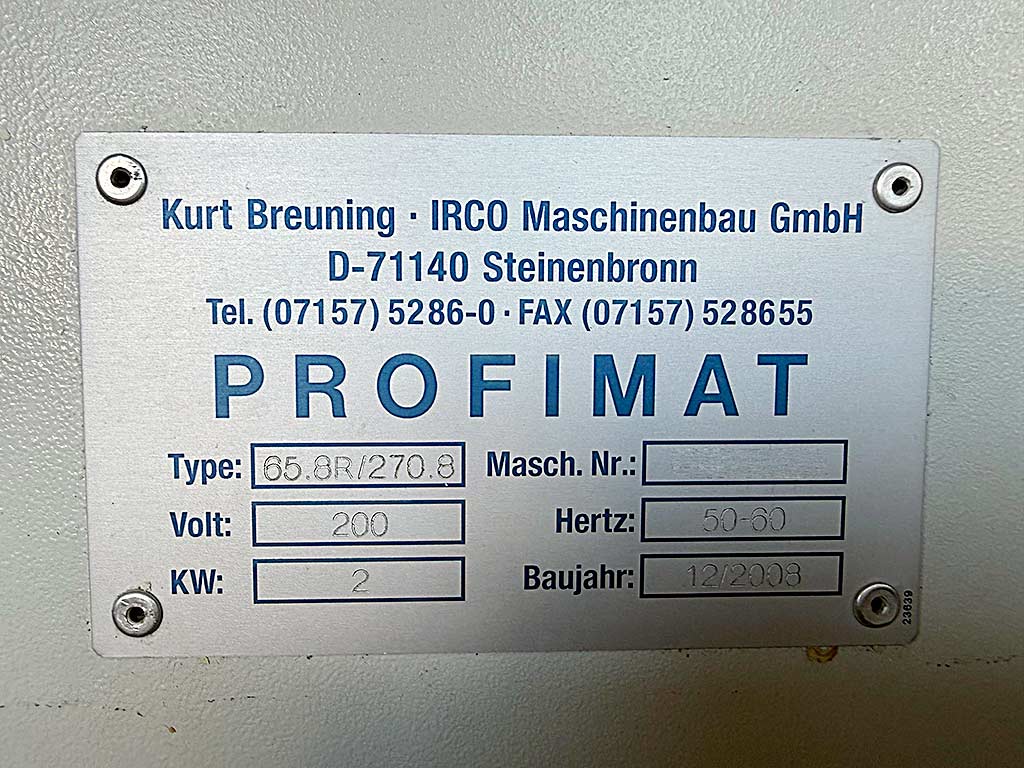 Kurt Breuning · IRCO Maschinenbau GmbH
D-71140 Steinenbronn
Tel. (07157) 5286-0 · FAX (07157) 528655
PROFIMAT
Type: 65.8R/270.8 Masch. Nr.:
Volt: 200 Hertz: 50-60
KW: 2 Baujahr: 12/2008
23639